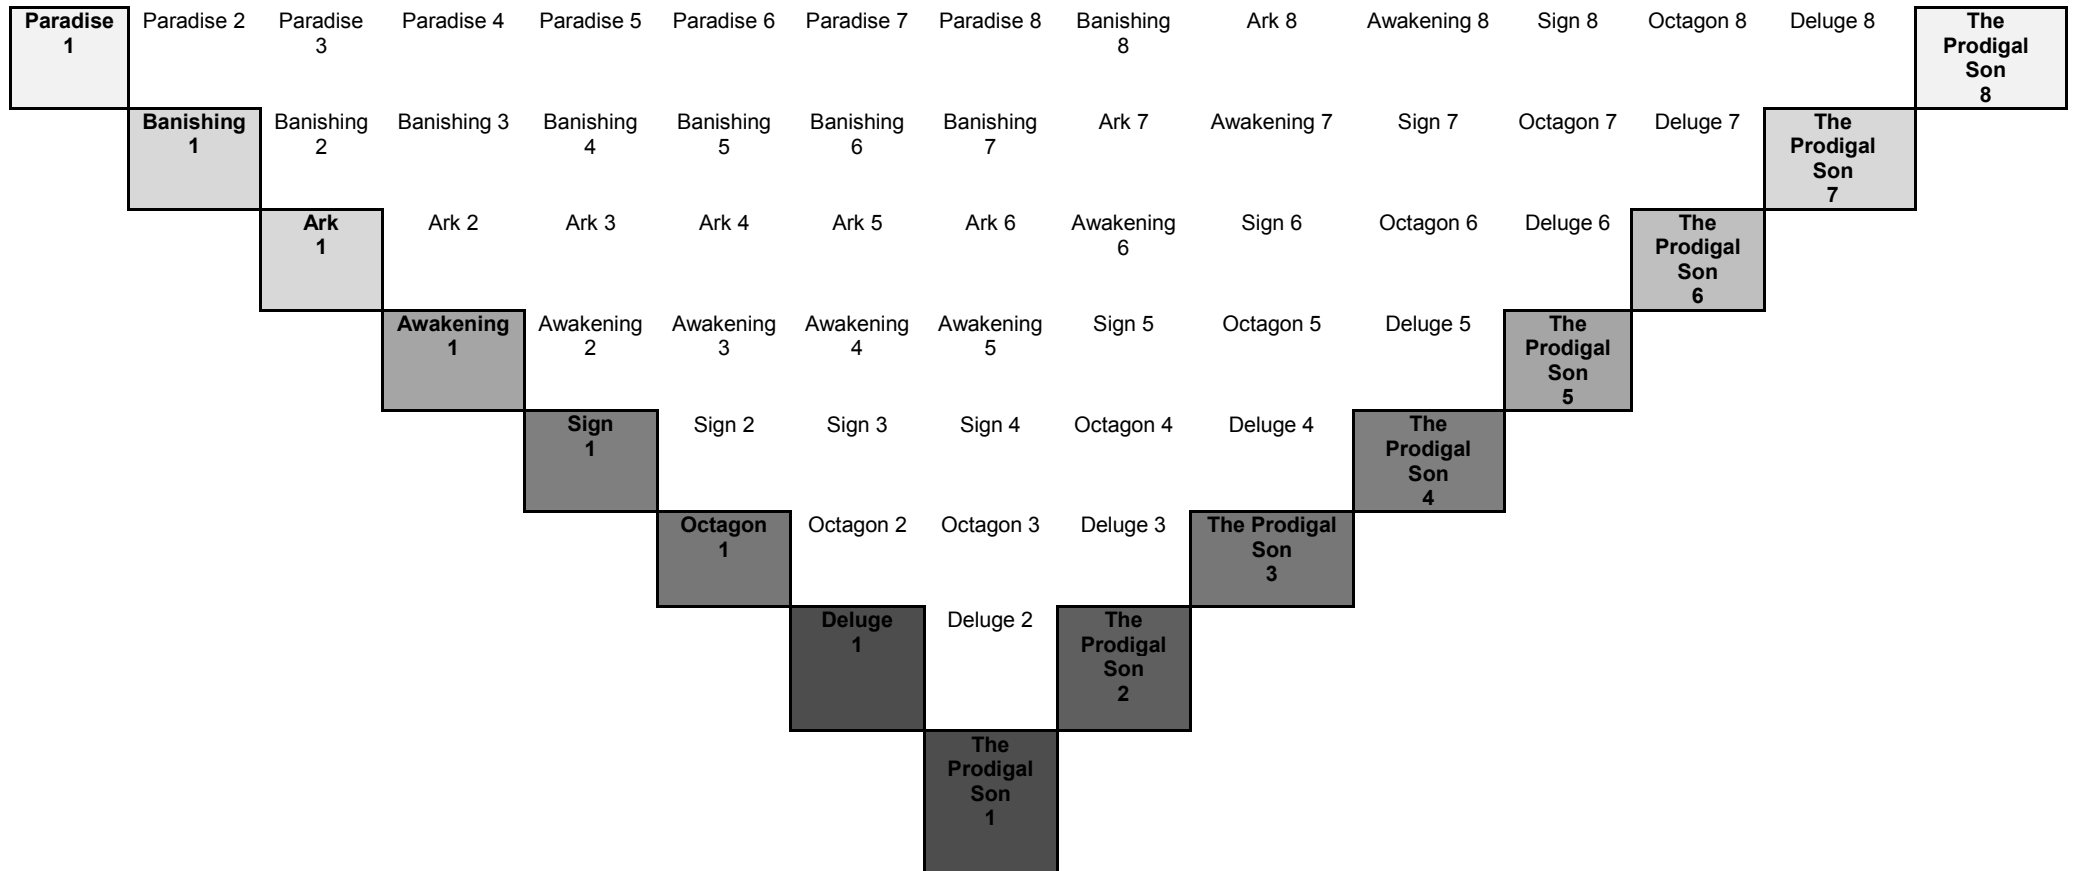 Paradise 1
Paradise 2
Paradise 3
Paradise 4
Paradise 5
Paradise 6
Paradise 7
Paradise 8
Banishing 8
Ark 8
Awakening 8
Sign 8
Octagon 8
Deluge 8
The Prodigal Son 8
Banishing 1
Banishing 2
Banishing 3
Banishing 4
Banishing 5
Banishing 6
Banishing 7
Ark 7
Awakening 7
Sign 7
Octagon 7
Deluge 7
The Prodigal Son 7
Ark 1
Ark 2
Ark 3
Ark 4
Ark 5
Ark 6
Awakening 6
Sign 6
Octagon 6
Deluge 6
The Prodigal Son 6
Awakening 1
Awakening 2
Awakening 3
Awakening 4
Awakening 5
Sign 5
Octagon 5
Deluge 5
The Prodigal Son 5
Sign 1
Sign 2
Sign 3
Sign 4
Octagon 4
Deluge 4
The Prodigal Son 4
Octagon 1
Octagon 2
Octagon 3
Deluge 3
The Prodigal Son 3
Deluge 1
Deluge 2
The Prodigal Son 2
The Prodigal Son 1